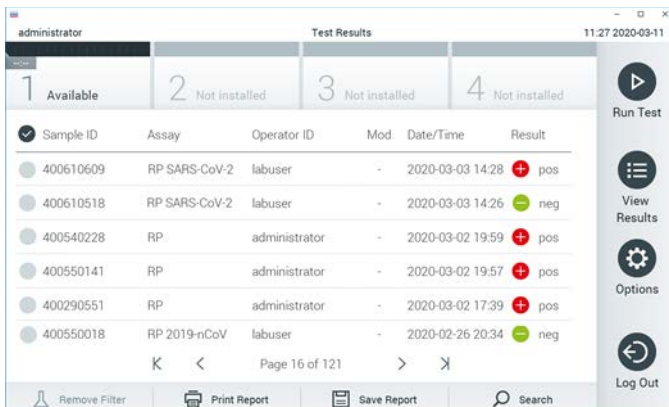 administrator Test Results 11:27 2020-03-11
1 Available 2 Not installed 3 Not installed 4 Not installed
Run Test
Sample ID Assay Operator ID Mod Date/Time Result
400610609 RP SARS-CoV-2 labuser - 2020-03-03 14:28 pos
400610518 RP SARS-CoV-2 labuser - 2020-03-03 14:26 neg
View
Results
400540228 RP administrator - 2020-03-02 19:59 pos
400550141 RP administrator - 2020-03-02 19:57 pos
Options
400290551 RP administrator - 2020-03-02 17:39 pos
400550018 RP 2019-nCoV labuser - 2020-02-26 20:34 neg
Page 16 of 121
Log Out
Remove Filter Print Report Save Report Search